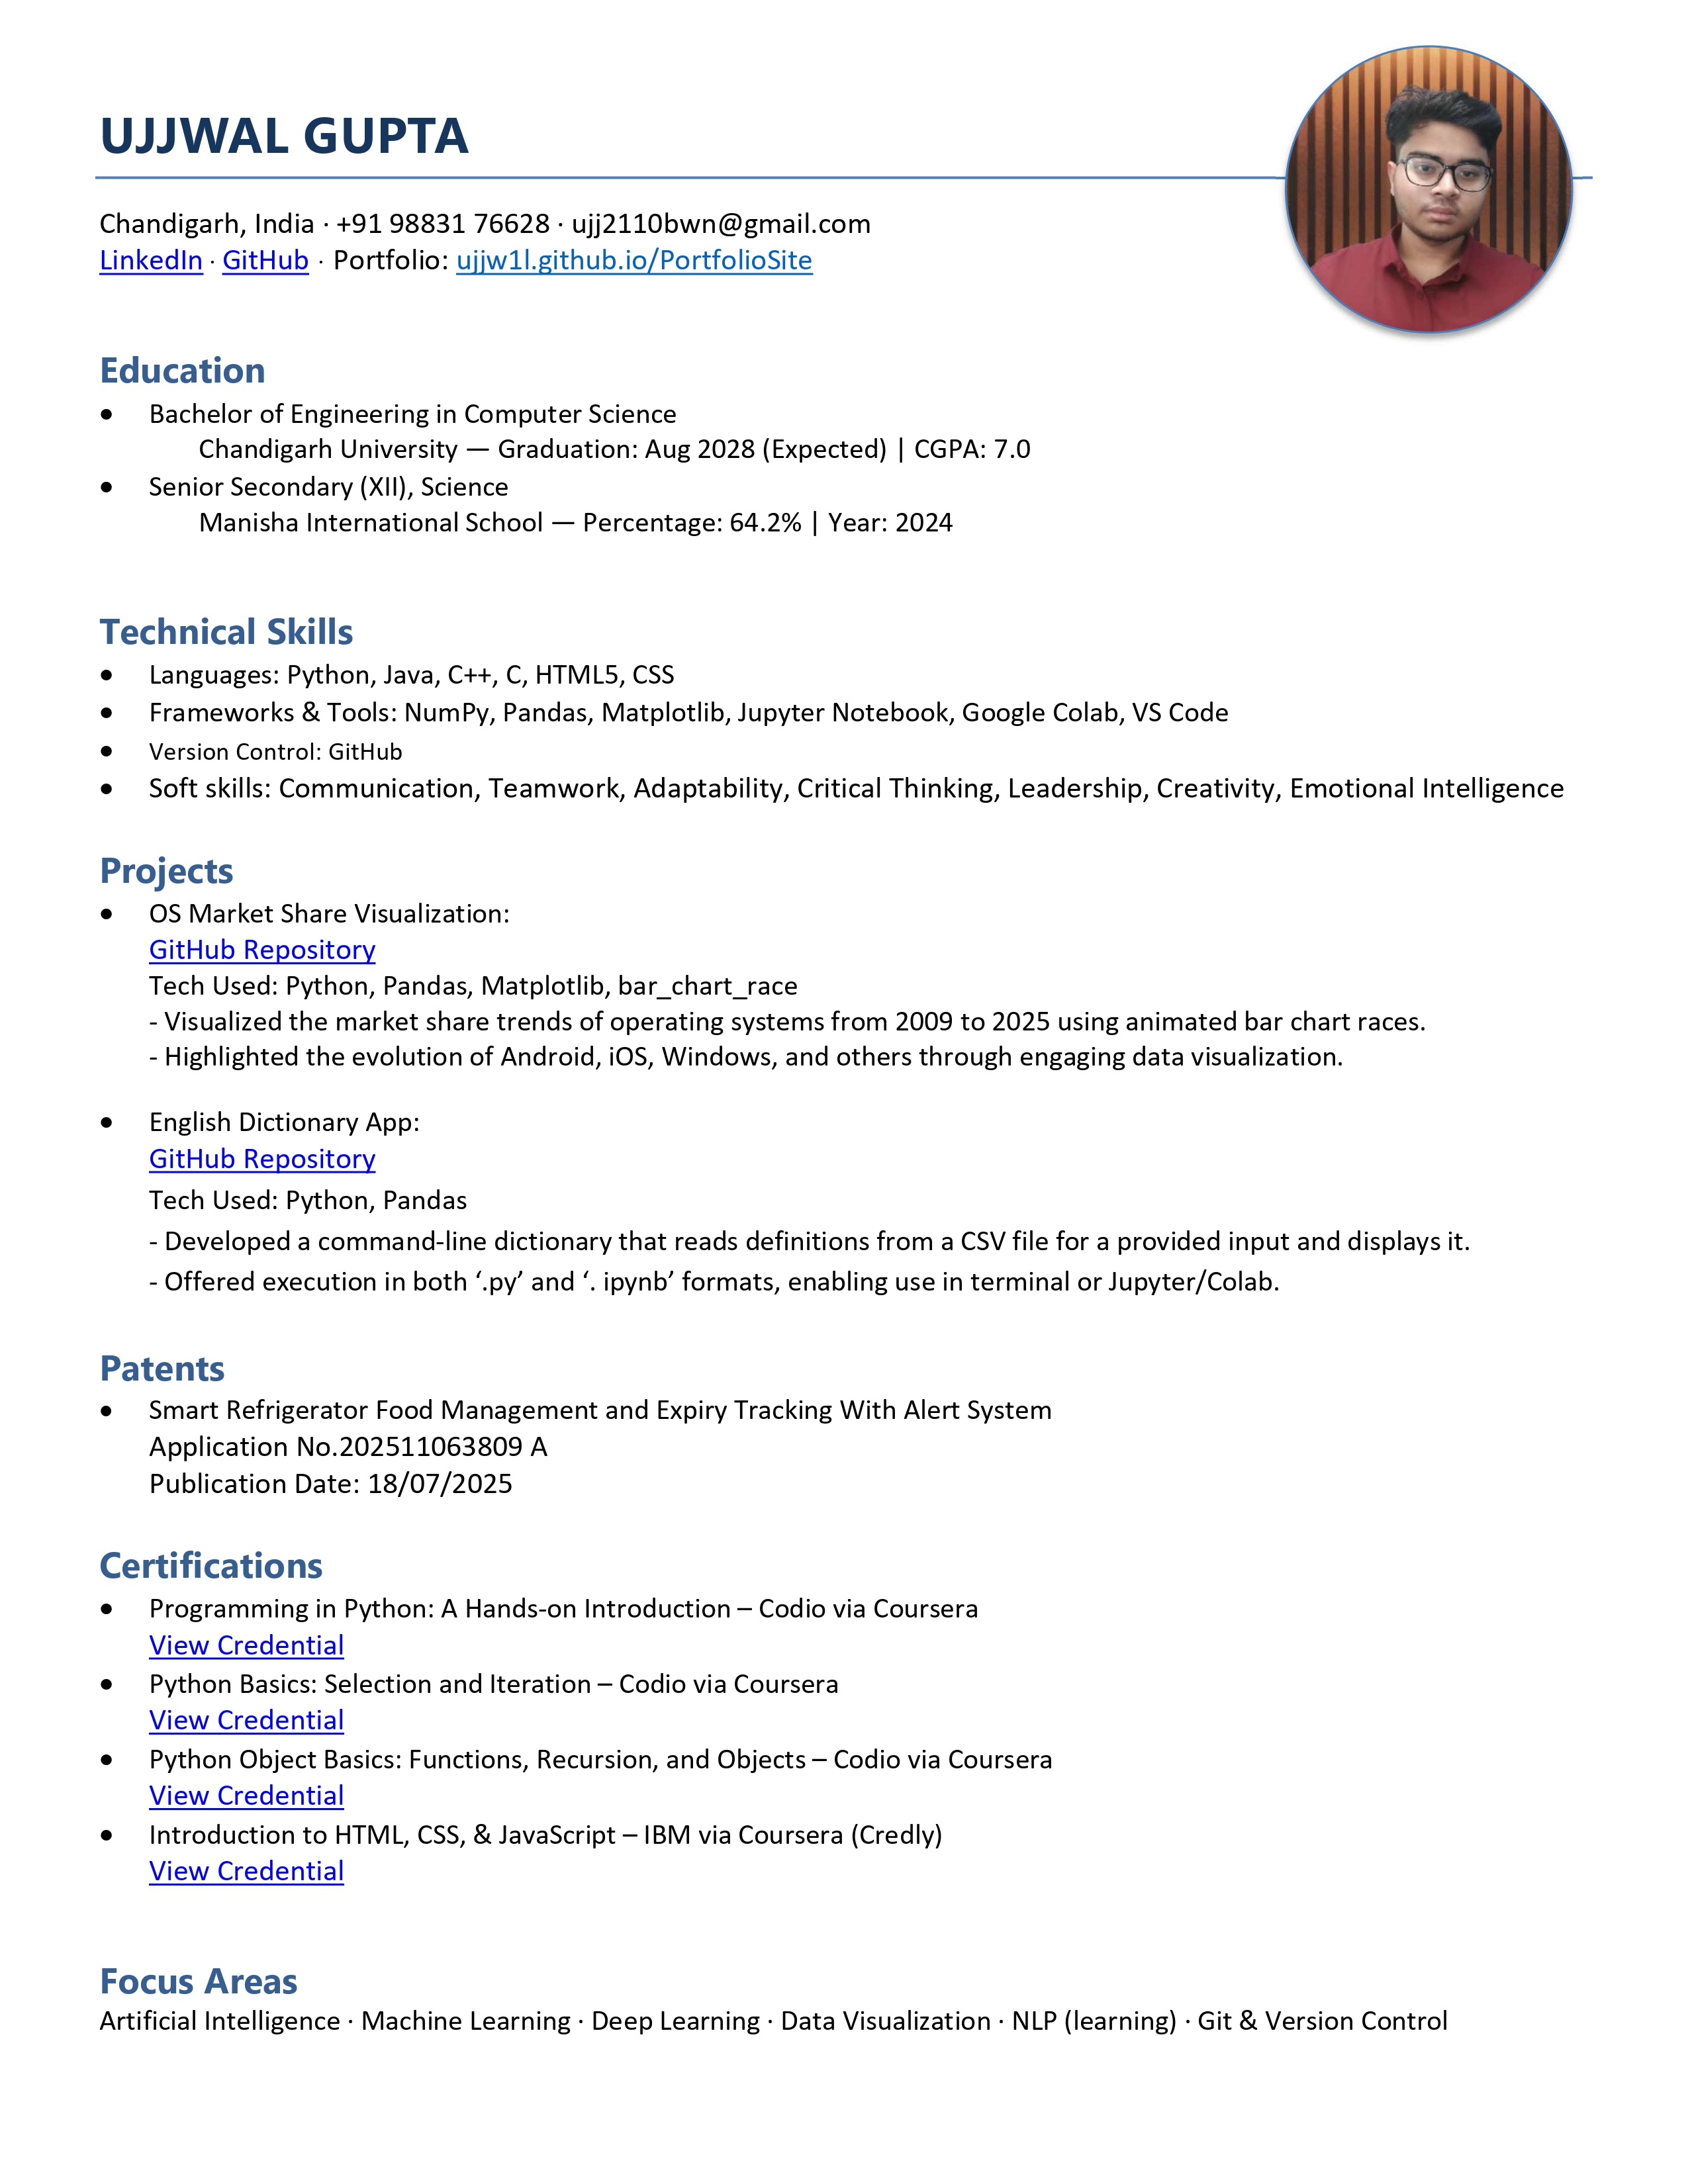 UJJWAL GUPTA
Chandigarh, India · +91 98831 76628 · ujj2110bwn@gmail.com
LinkedIn · GitHub · Portfolio: ujjw1l.github.io/PortfolioSite
Education
• Bachelor of Engineering in Computer Science
Chandigarh University — Graduation: Aug 2028 (Expected) | CGPA: 7.0
• Senior Secondary (XII), Science
Manisha International School — Percentage: 64.2% | Year: 2024
Technical Skills
• Languages: Python, Java, C++, C, HTML5, CSS
• Frameworks & Tools: NumPy, Pandas, Matplotlib, Jupyter Notebook, Google Colab, VS Code
• Version Control: GitHub
• Soft skills: Communication, Teamwork, Adaptability, Critical Thinking, Leadership, Creativity, Emotional Intelligence
Projects
• OS Market Share Visualization:
GitHub Repository
Tech Used: Python, Pandas, Matplotlib, bar_chart_race
- Visualized the market share trends of operating systems from 2009 to 2025 using animated bar chart races.
- Highlighted the evolution of Android, iOS, Windows, and others through engaging data visualization.
• English Dictionary App:
GitHub Repository
Tech Used: Python, Pandas
- Developed a command-line dictionary that reads definitions from a CSV file for a provided input and displays it.
- Offered execution in both ‘.py’ and ‘. ipynb’ formats, enabling use in terminal or Jupyter/Colab.
Patents
• Smart Refrigerator Food Management and Expiry Tracking With Alert System
Application No.202511063809 A
Publication Date: 18/07/2025
Certifications
• Programming in Python: A Hands-on Introduction – Codio via Coursera
View Credential
• Python Basics: Selection and Iteration – Codio via Coursera
View Credential
• Python Object Basics: Functions, Recursion, and Objects – Codio via Coursera
View Credential
• Introduction to HTML, CSS, & JavaScript – IBM via Coursera (Credly)
View Credential
Focus Areas
Artificial Intelligence · Machine Learning · Deep Learning · Data Visualization · NLP (learning) · Git & Version Control